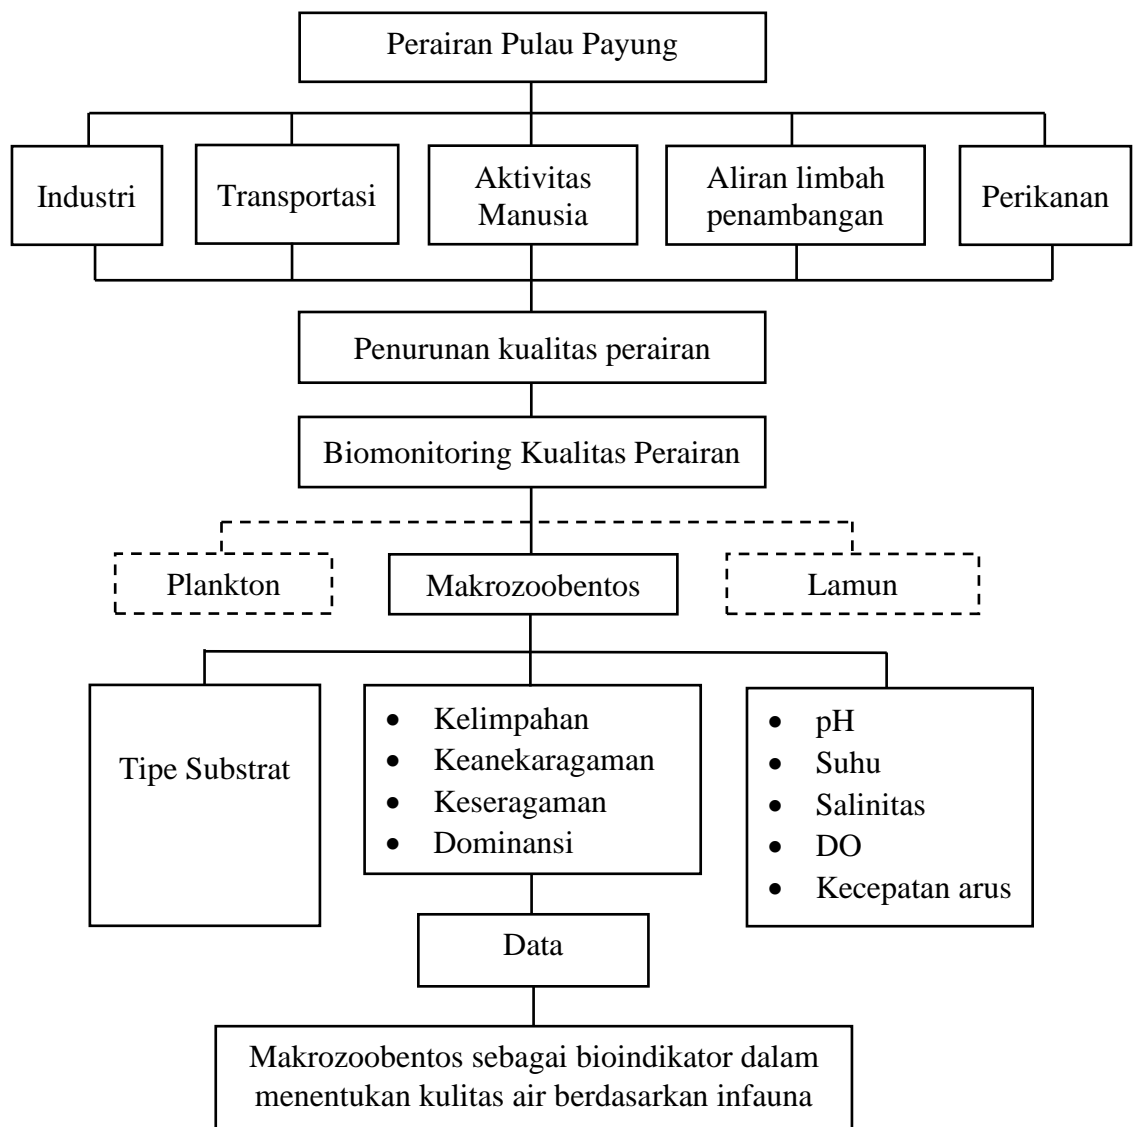 Perairan Pulau Payung
Industri
Transportasi
Aktivitas
Manusia
Aliran limbah
penambangan
Perikanan
Penurunan kualitas perairan
Biomonitoring Kualitas Perairan
Plankton
Makrozoobentos
Lamun
Tipe Substrat
• Kelimpahan
• Keanekaragaman
• Keseragaman
• Dominansi
• pH
• Suhu
• Salinitas
• DO
• Kecepatan arus
Data
Makrozoobentos sebagai bioindikator dalam
menentukan kulitas air berdasarkan infauna